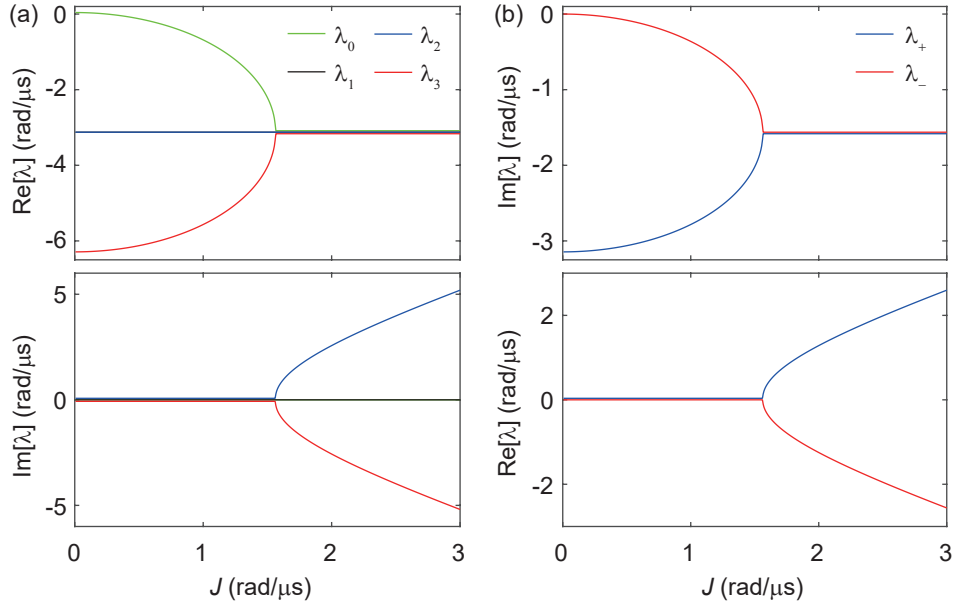 (a)
Re[λ] (rad/μs)
0
-2
-4
-6
λ₀ λ₂
λ₁ λ₃
(b)
Im[λ] (rad/μs)
0
-1
-2
-3
λ₊
λ₋
Im[λ] (rad/μs)
5
0
-5
0 1 2 3
J (rad/μs)
Re[λ] (rad/μs)
2
0
-2
0 1 2 3
J (rad/μs)